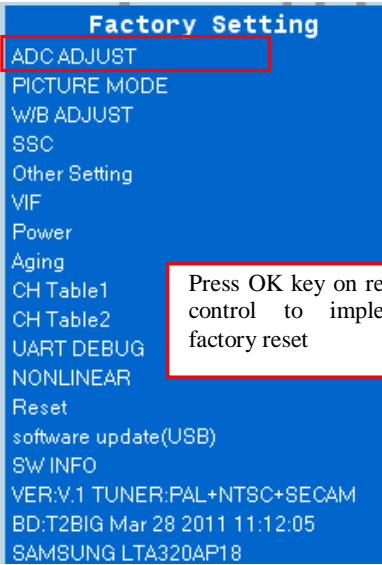 Factory Setting
ADC ADJUST
PICTURE MODE
W/B ADJUST
SSC
Other Setting
VIF
Power
Aging
CH Table1
CH Table2
UART DEBUG
NONLINEAR
Reset
software update(USB)
SW INFO
VER:V.1 TUNER:PAL+NTSC+SECAM
BD:T2BIG Mar 28 2011 11:12:05
SAMSUNG LTA320AP18
Press OK key on re
control to imple
factory reset